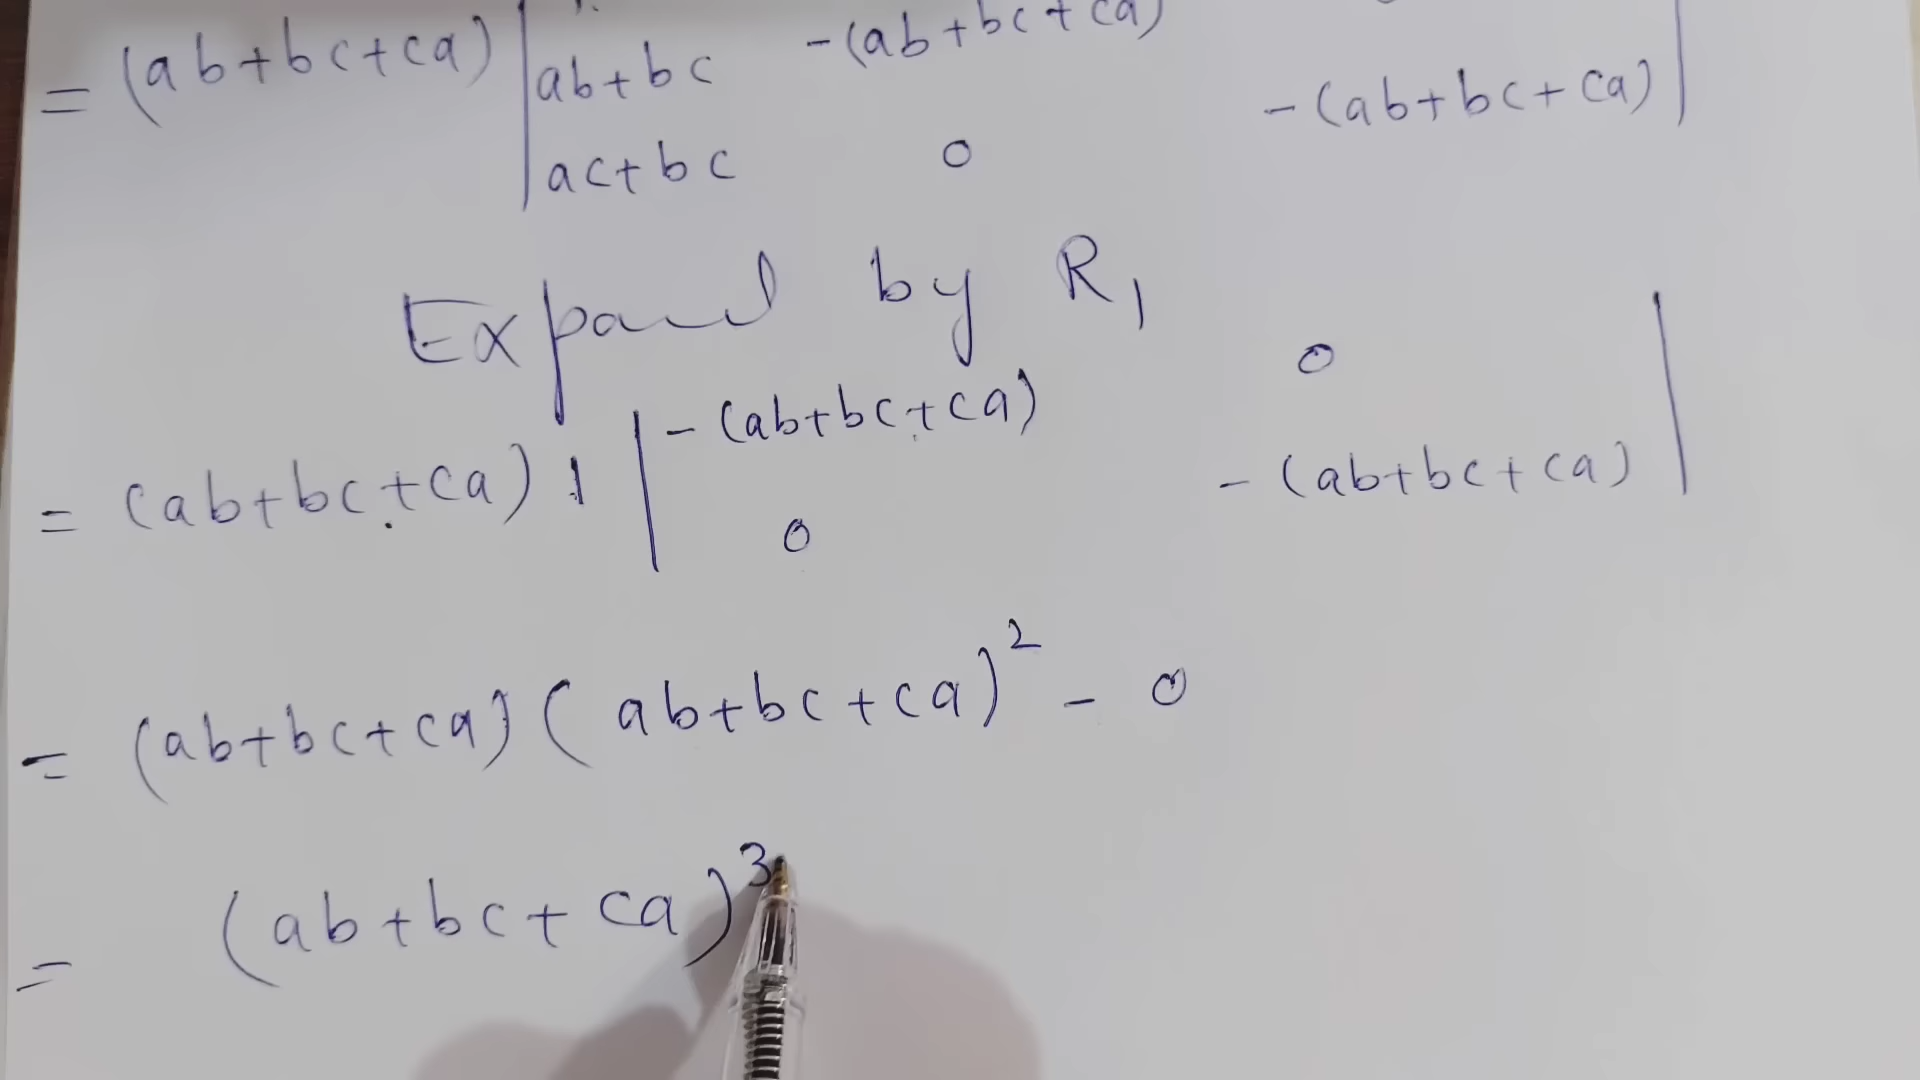 = (ab+bc+ca) | ab+bc -(ab+bc+ca)
ac+bc 0 -(ab+bc+ca) |
Expand by R1
= (ab+bc+ca) 1 | -(ab+bc+ca) 0
0 -(ab+bc+ca) |
= (ab+bc+ca)(ab+bc+ca)² - 0
= (ab+bc+ca)³